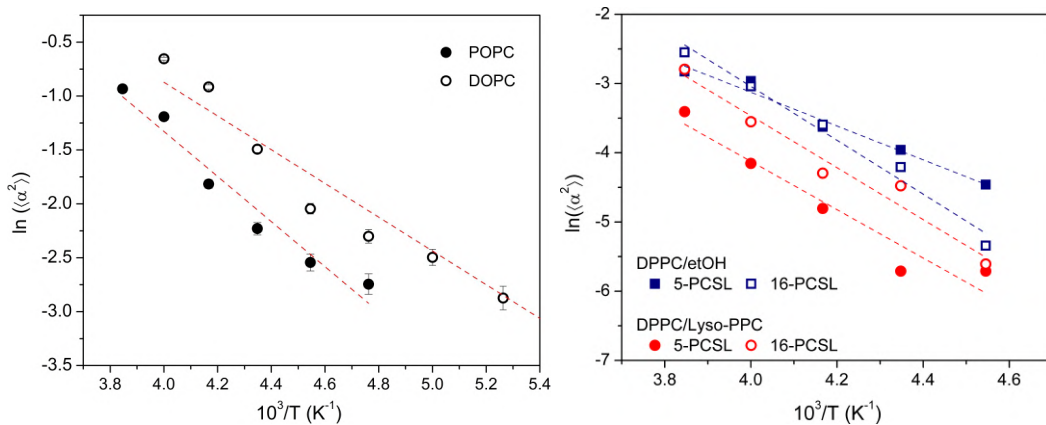 -0.5
-1.0
-1.5
-2.0
-2.5
-3.0
-3.5
ln (⟨α²⟩)
POPC
DOPC
3.8 4.0 4.2 4.4 4.6 4.8 5.0 5.2 5.4
10³/T (K⁻¹)
-2
-3
-4
-5
-6
-7
ln(⟨α²⟩)
DPPC/etOH
5-PCSL 16-PCSL
DPPC/Lyso-PPC
5-PCSL 16-PCSL
3.8 4.0 4.2 4.4 4.6
10³/T (K⁻¹)